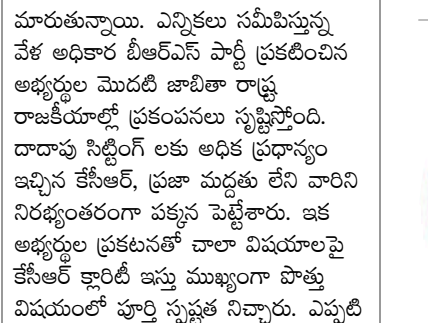 మారుతున్నాయి. ఎన్నికలు సమీపిస్తున్న
వేళ అధికార బీఆర్ఎస్ పార్టీ ప్రకటించిన
అభ్యర్థుల మొదటి జాబితా రాష్ట్ర
రాజకీయాల్లో ప్రకంపనలు సృష్టిస్తోంది.
దాదాపు సిట్టింగ్ లకు అధిక ప్రధాన్యం
ఇచ్చిన కేసీఆర్, ప్రజా మద్దతు లేని వారిని
నిరభ్యంతరంగా పక్కన పెట్టేశారు. ఇక
అభ్యర్థుల ప్రకటనతో చాలా విషయాలపై
కేసీఆర్ క్లారిటీ ఇస్తు ముఖ్యంగా పొత్తు
విషయంలో పూర్తి స్పష్టత నిచ్చారు. ఎప్పటి